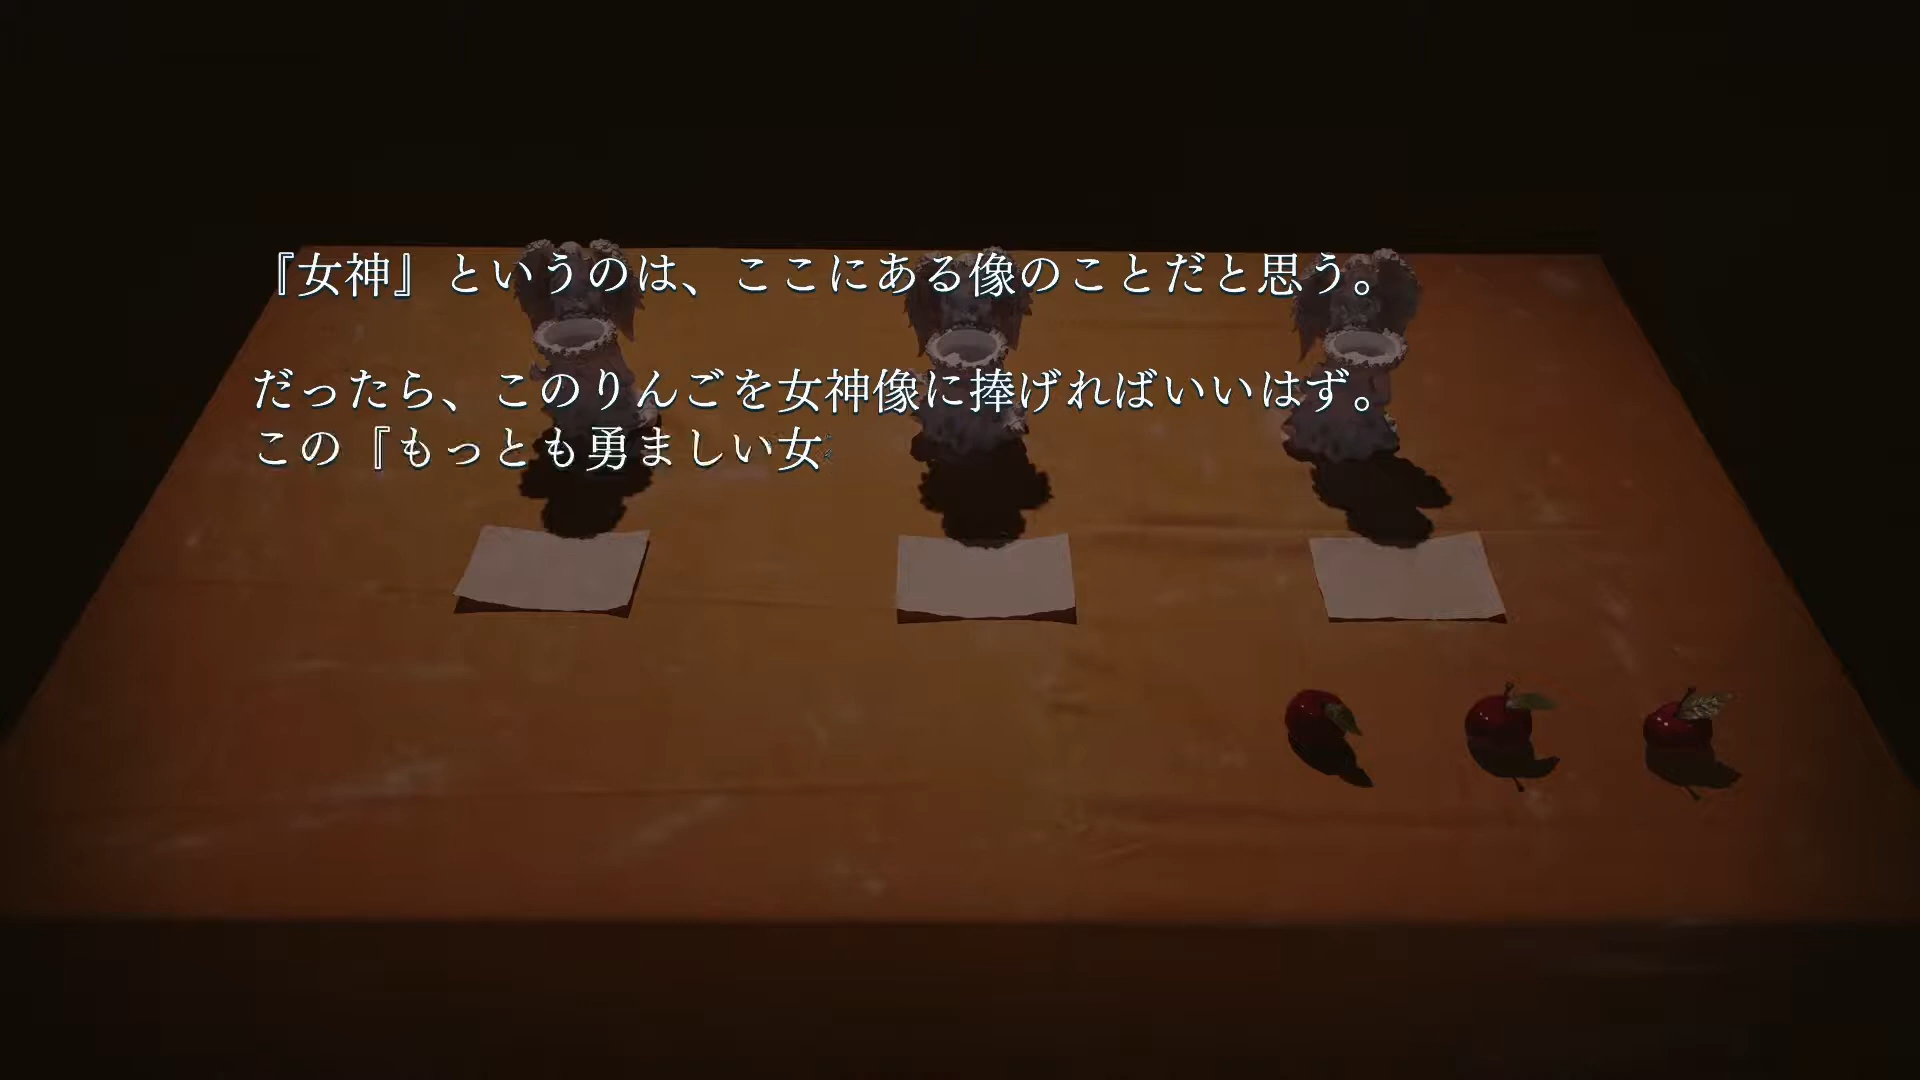 『女神』というのは、ここにある像のことだと思う。
だったら、このりんごを女神像に捧げればいいはず。
この『もっとも勇ましい女